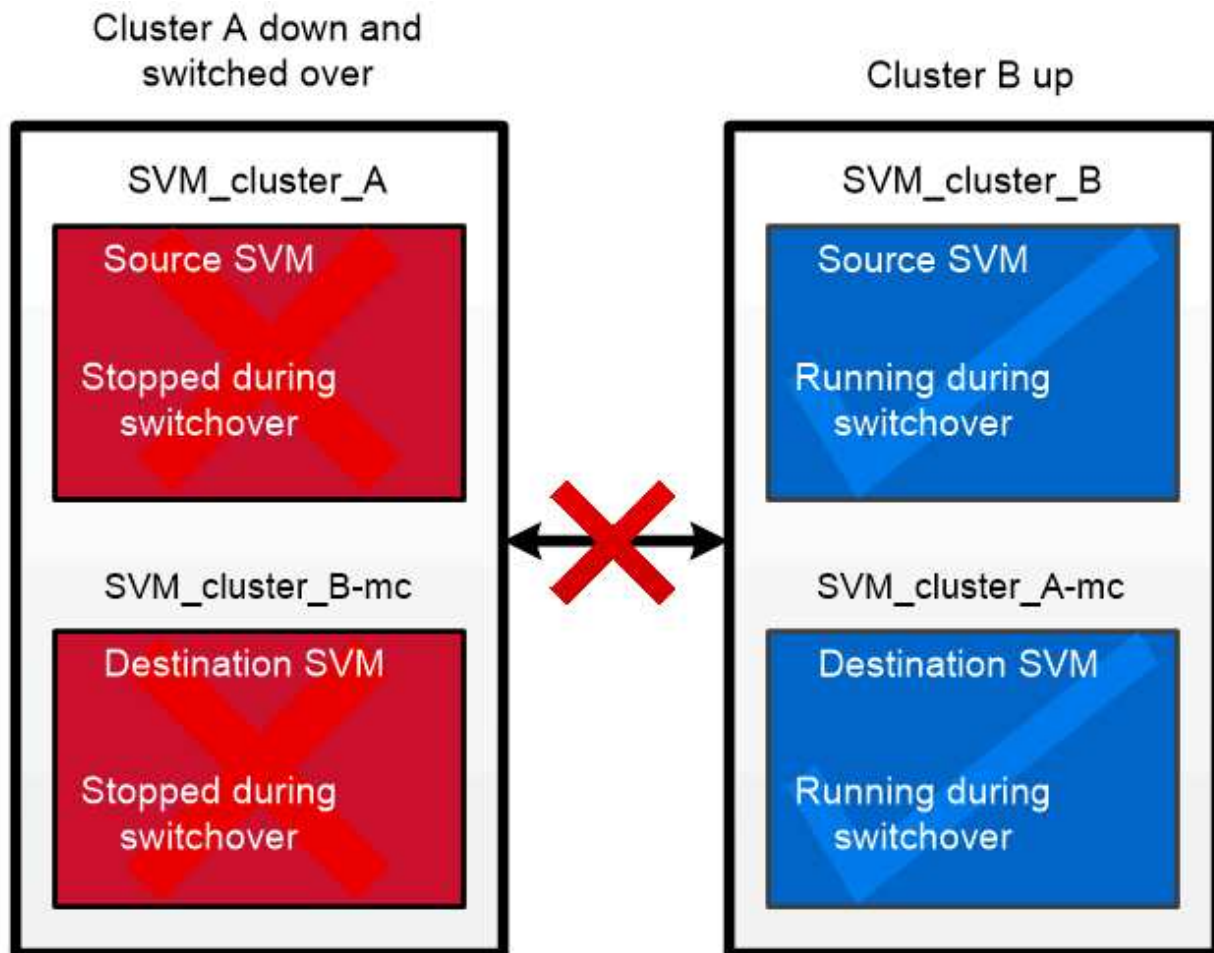 Cluster A down and
switched over
SVM_cluster_A
Source SVM
Stopped during
switchover
SVM_cluster_B-mc
Destination SVM
Stopped during
switchover
Cluster B up
SVM_cluster_B
Source SVM
Running during
switchover
SVM_cluster_A-mc
Destination SVM
Running during
switchover